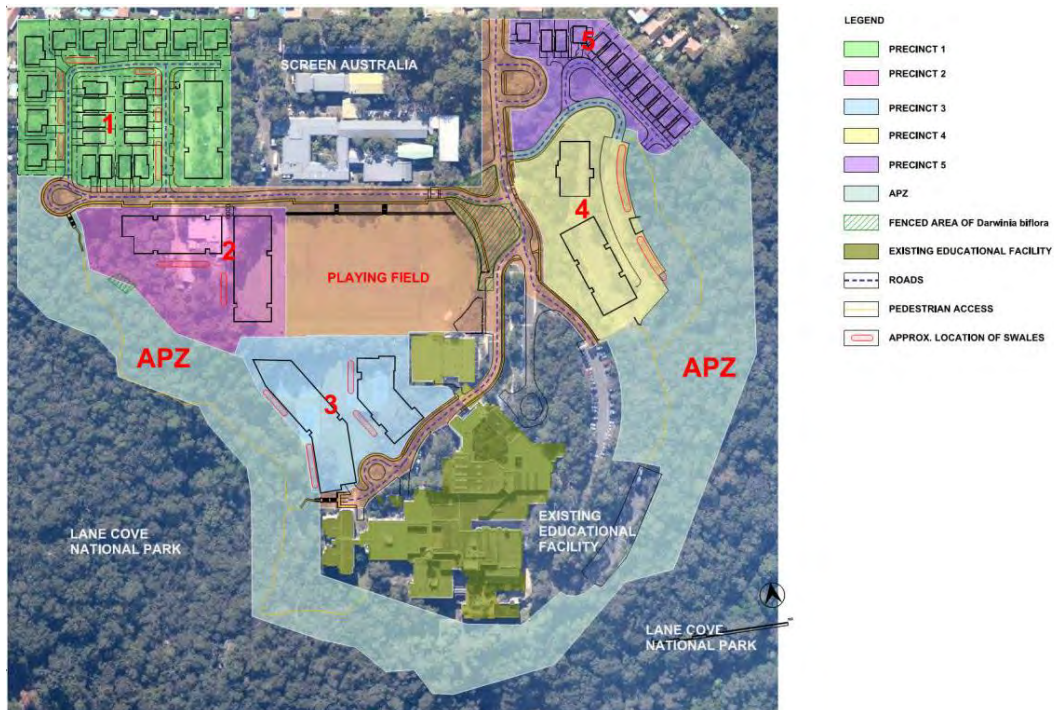 SCREEN AUSTRALIA
5
1
4
2
PLAYING FIELD
APZ
APZ
3
LANE COVE
NATIONAL PARK
EXISTING
EDUCATIONAL
FACILITY
LANE COVE
NATIONAL PARK
LEGEND
PRECINCT 1
PRECINCT 2
PRECINCT 3
PRECINCT 4
PRECINCT 5
APZ
FENCED AREA OF Darwinia biflora
EXISTING EDUCATIONAL FACILITY
ROADS
PEDESTRIAN ACCESS
APPROX. LOCATION OF SWALES